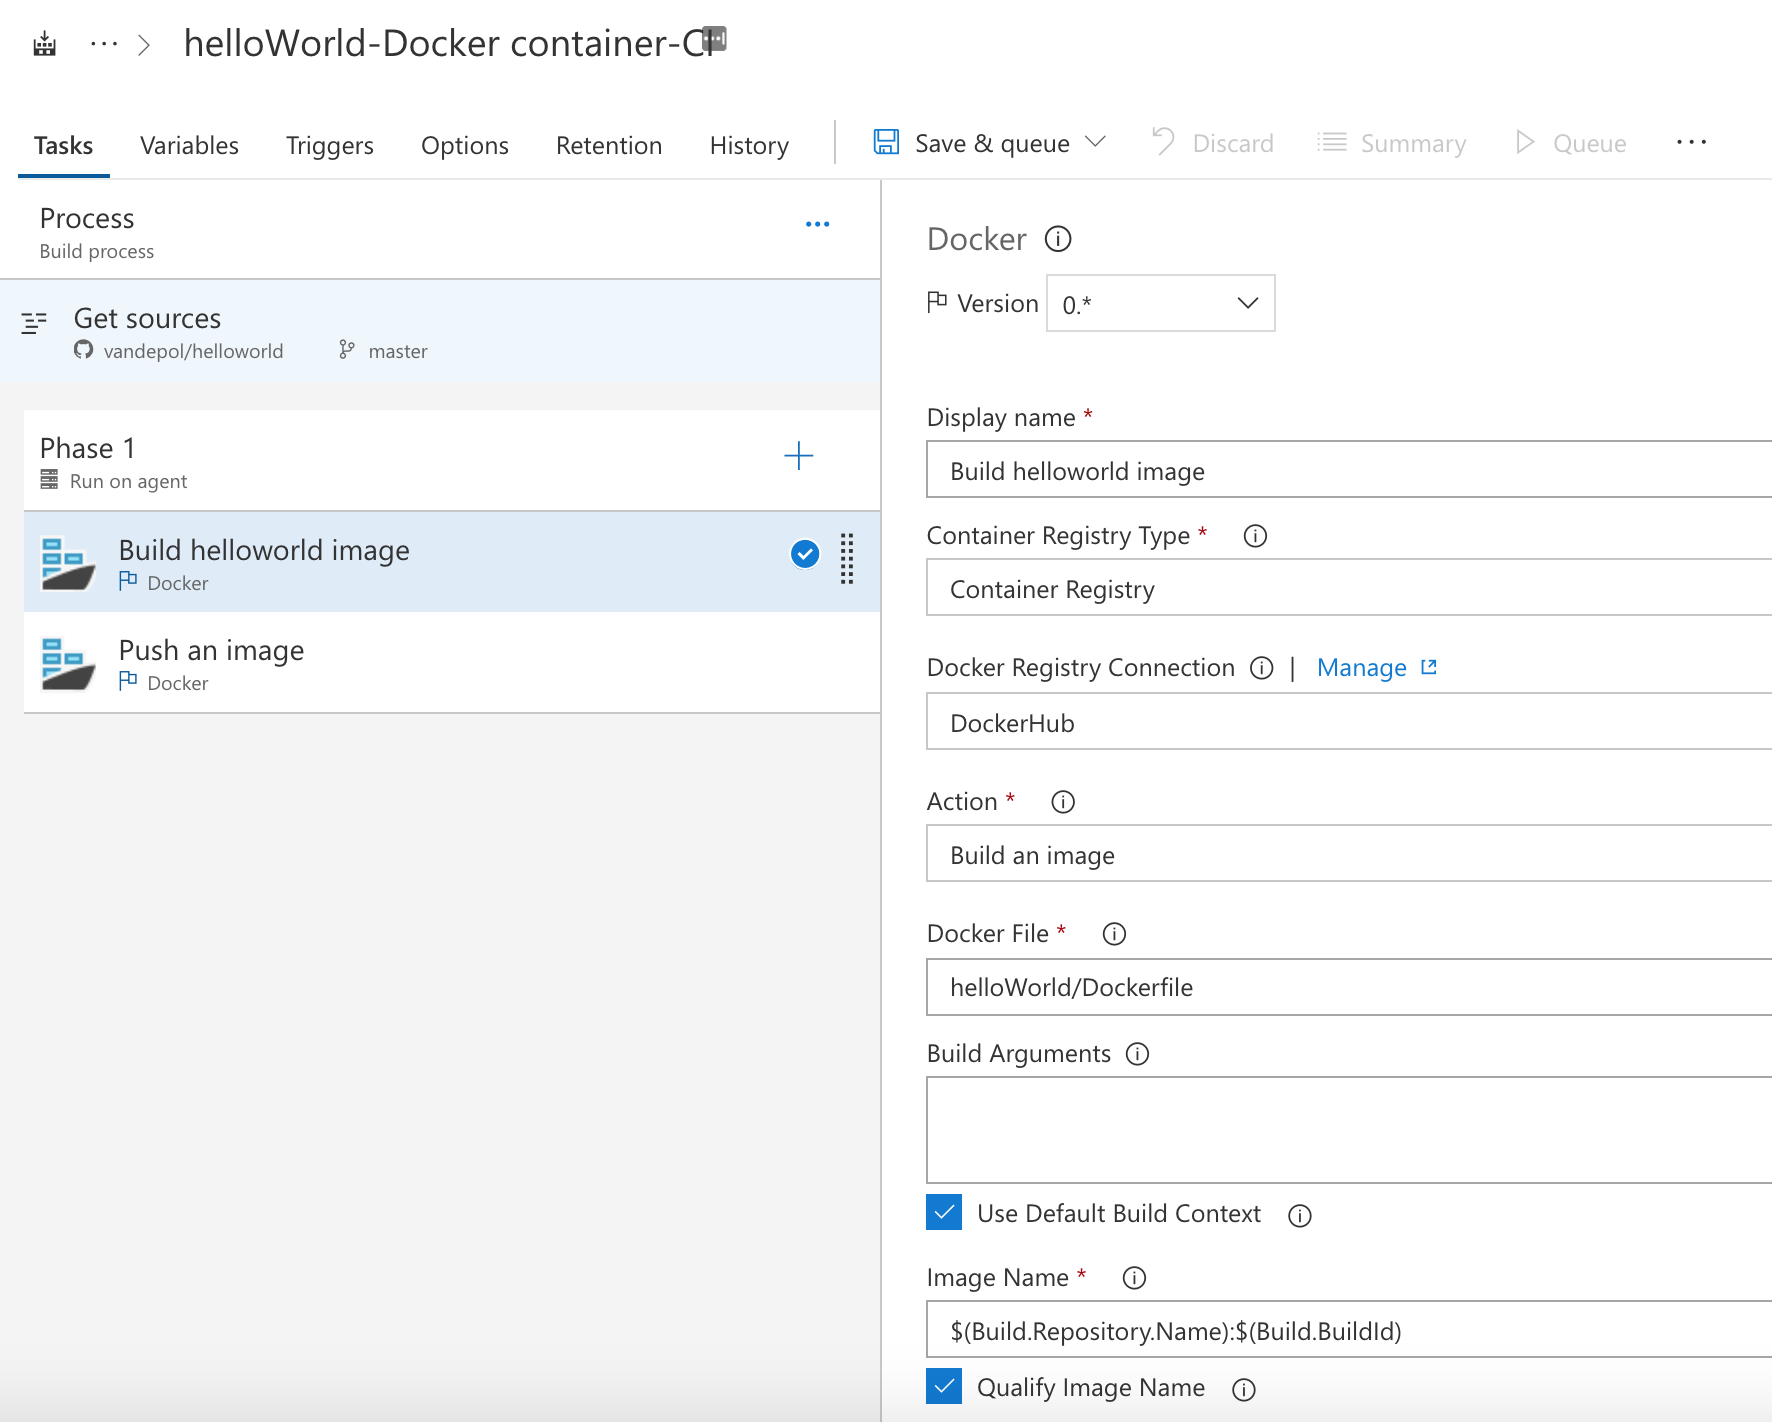 helloWorld-Docker container-CI
Tasks Variables Triggers Options Retention History Save & queue Discard Summary Queue
Process
Build process
Get sources
vandepol/helloworld master
Phase 1
Run on agent
Build helloworld image
Docker
Push an image
Docker
Docker
Version 0.*
Display name *
Build helloworld image
Container Registry Type *
Container Registry
Docker Registry Connection | Manage
DockerHub
Action *
Build an image
Docker File *
helloWorld/Dockerfile
Build Arguments
Use Default Build Context
Image Name *
$(Build.Repository.Name):$(Build.BuildId)
Qualify Image Name